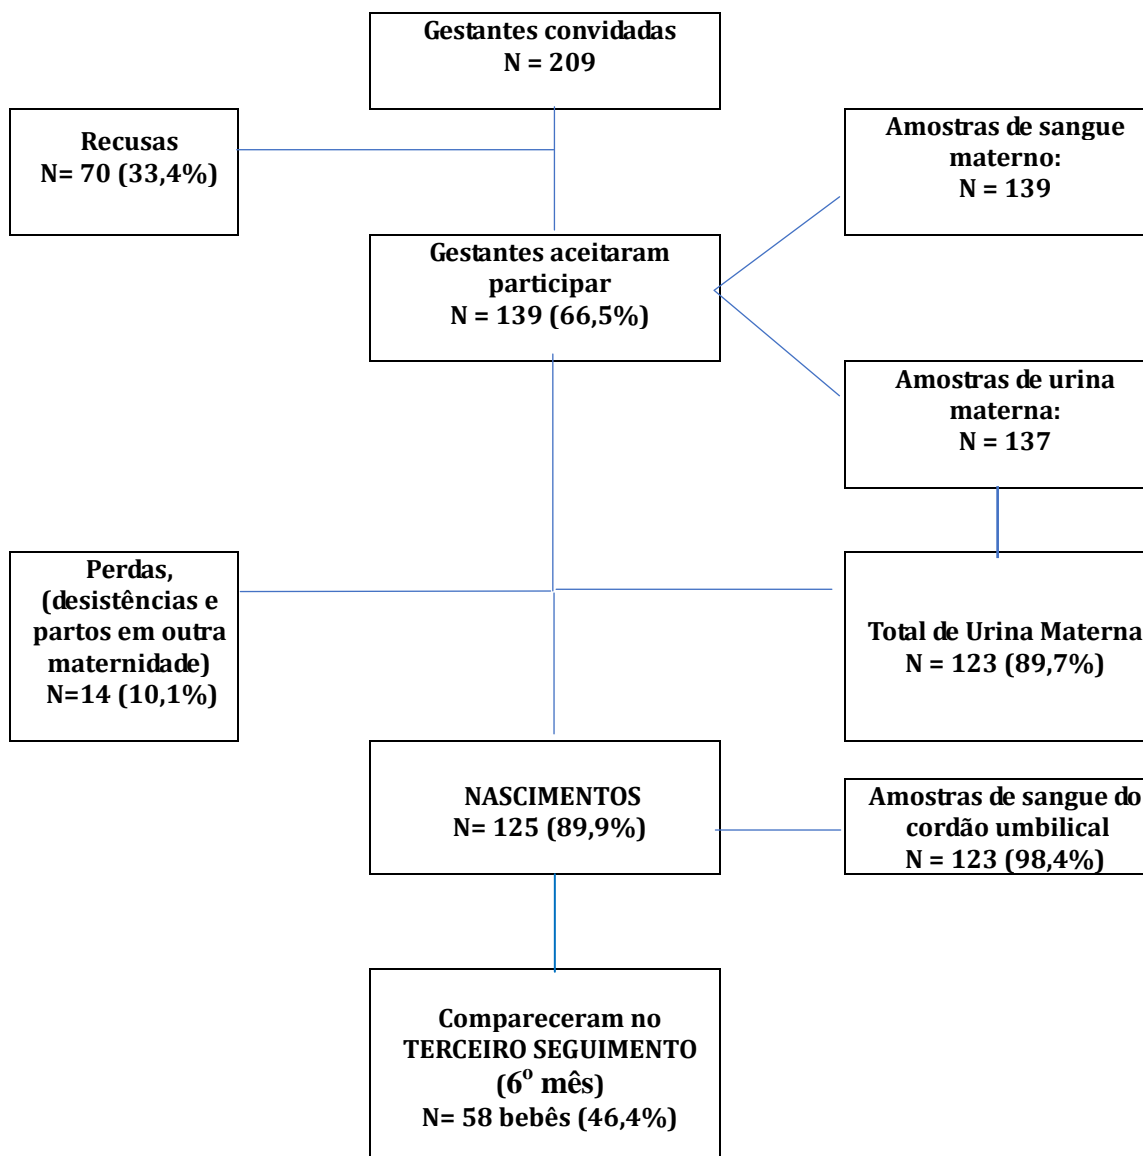 Gestantes convidadas
N = 209
Recusas
N= 70 (33,4%)
Amostras de sangue
materno:
N = 139
Gestantes aceitaram
participar
N = 139 (66,5%)
Amostras de urina
materna:
N = 137
Perdas,
(desistências e
partos em outra
maternidade)
N=14 (10,1%)
Total de Urina Materna
N = 123 (89,7%)
NASCIMENTOS
N= 125 (89,9%)
Amostras de sangue do
cordão umbilical
N = 123 (98,4%)
Compareceram no
TERCEIRO SEGUIMENTO
(6º mês)
N= 58 bebês (46,4%)